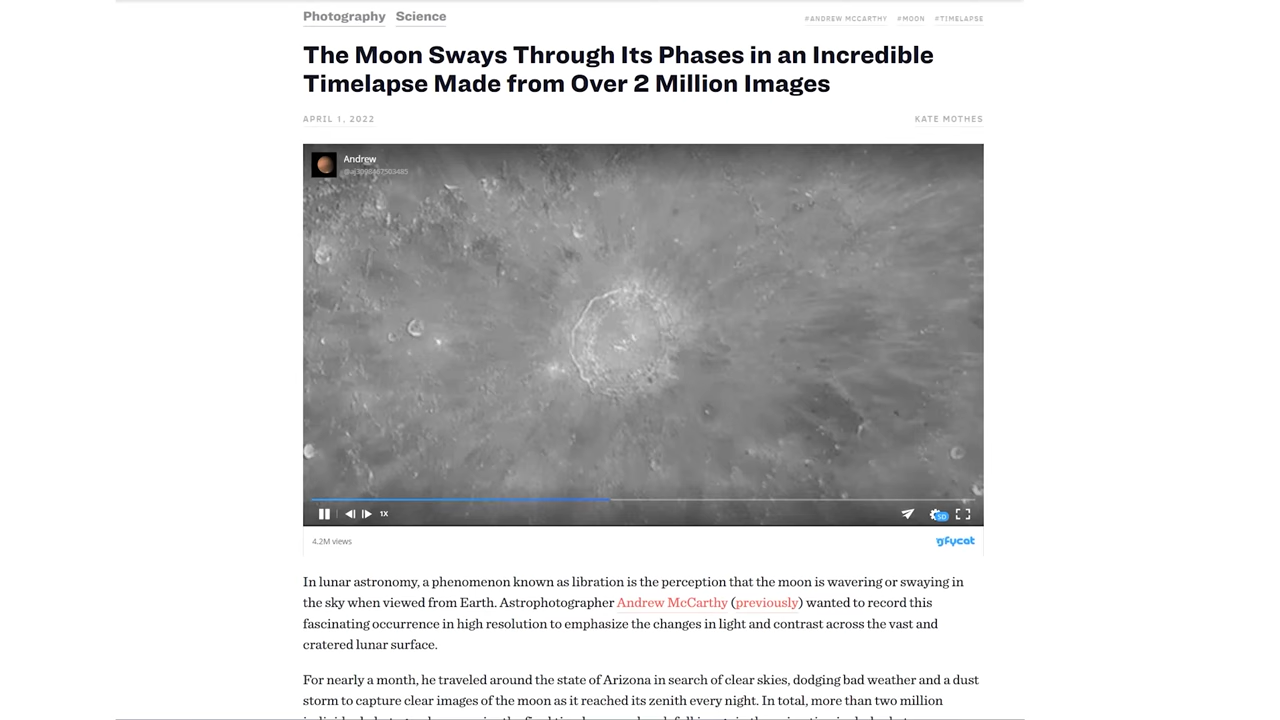 Photography Science
#ANDREW MCCARTHY #MOON #TIMELAPSE
The Moon Sways Through Its Phases in an Incredible
Timelapse Made from Over 2 Million Images
APRIL 1, 2022
KATE MOTHES
Andrew
1X
SD
4.2M views
gfycat
In lunar astronomy, a phenomenon known as libration is the perception that the moon is wavering or swaying in
the sky when viewed from Earth. Astrophotographer Andrew McCarthy (previously) wanted to record this
fascinating occurrence in high resolution to emphasize the changes in light and contrast across the vast and
cratered lunar surface.
For nearly a month, he traveled around the state of Arizona in search of clear skies, dodging bad weather and a dust
storm to capture clear images of the moon as it reached its zenith every night. In total, more than two million